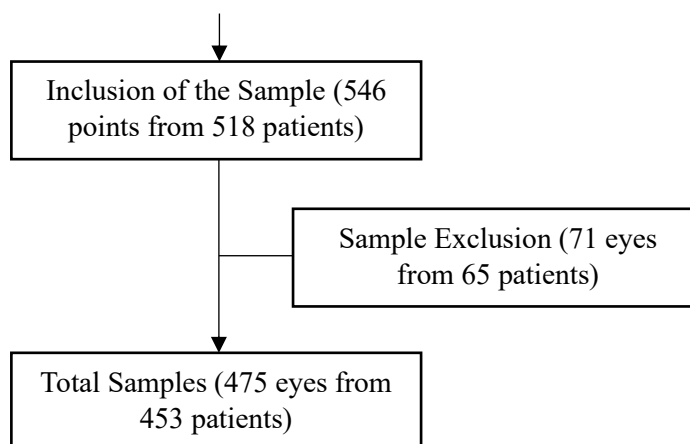 Inclusion of the Sample (546
points from 518 patients)
Sample Exclusion (71 eyes
from 65 patients)
Total Samples (475 eyes from
453 patients)